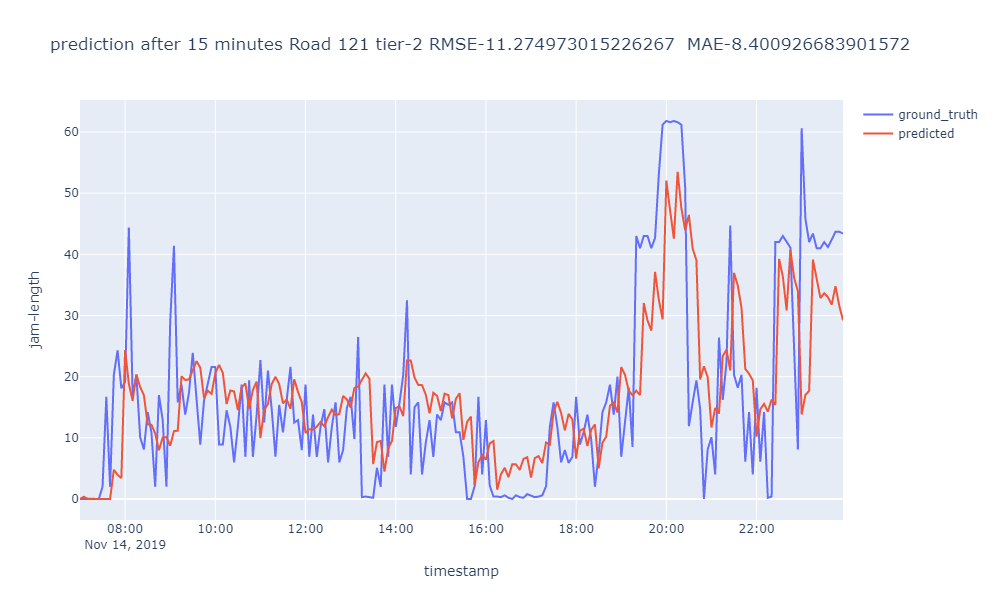 prediction after 15 minutes Road 121 tier-2 RMSE-11.274973015226267  MAE-8.400926683901572
ground_truth
predicted
60
50
40
30
20
10
0
jam-length
08:00 10:00 12:00 14:00 16:00 18:00 20:00 22:00
Nov 14, 2019
timestamp